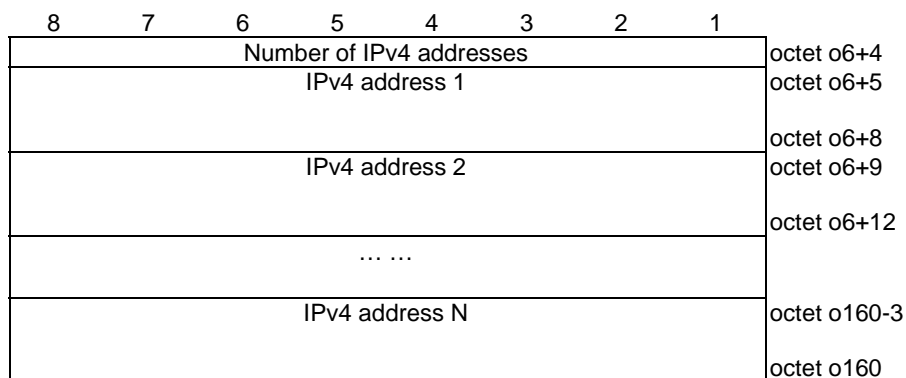 8 7 6 5 4 3 2 1
Number of IPv4 addresses octet o6+4
IPv4 address 1 octet o6+5
octet o6+8
IPv4 address 2 octet o6+9
octet o6+12
… …
IPv4 address N octet o160-3
octet o160